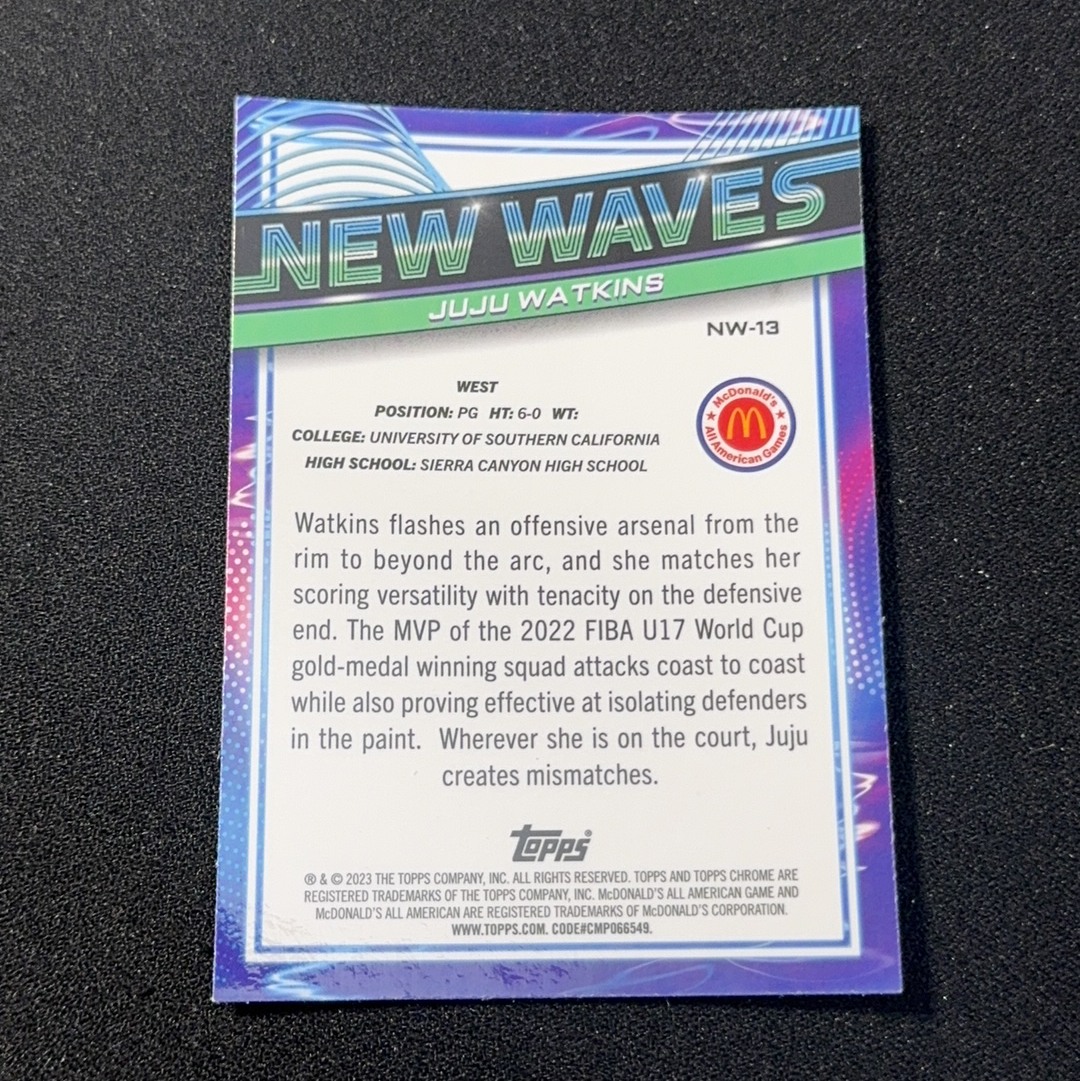 NEW WAVES
JUJU WATKINS
NW-13
WEST
POSITION: PG HT: 6-0 WT:
COLLEGE: UNIVERSITY OF SOUTHERN CALIFORNIA
HIGH SCHOOL: SIERRA CANYON HIGH SCHOOL
McDonald's
All American Games
Watkins flashes an offensive arsenal from the
rim to beyond the arc, and she matches her
scoring versatility with tenacity on the defensive
end. The MVP of the 2022 FIBA U17 World Cup
gold-medal winning squad attacks coast to coast
while also proving effective at isolating defenders
in the paint. Wherever she is on the court, Juju
creates mismatches.
topps®
® & © 2023 THE TOPPS COMPANY, INC. ALL RIGHTS RESERVED. TOPPS AND TOPPS CHROME ARE
REGISTERED TRADEMARKS OF THE TOPPS COMPANY, INC. McDONALD'S ALL AMERICAN GAME AND
McDONALD'S ALL AMERICAN ARE REGISTERED TRADEMARKS OF McDONALD'S CORPORATION.
WWW.TOPPS.COM. CODE#CMP066549.